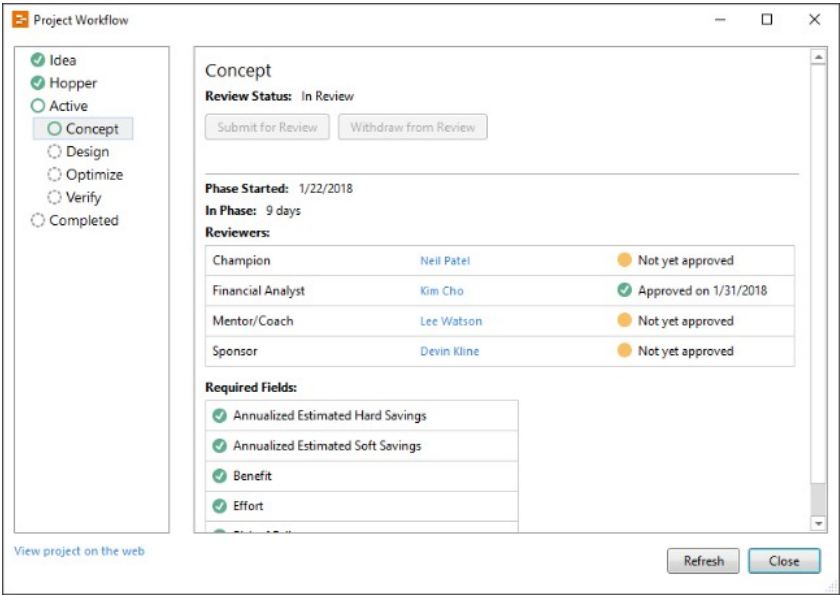 Project Workflow
Idea
Hopper
Active
Concept
Design
Optimize
Verify
Completed
Concept
Review Status: In Review
Submit for Review Withdraw from Review
Phase Started: 1/22/2018
In Phase: 9 days
Reviewers:
Champion Neil Patel Not yet approved
Financial Analyst Kim Cho Approved on 1/31/2018
Mentor/Coach Lee Watson Not yet approved
Sponsor Devin Kline Not yet approved
Required Fields:
Annualized Estimated Hard Savings
Annualized Estimated Soft Savings
Benefit
Effort
View project on the web
Refresh Close